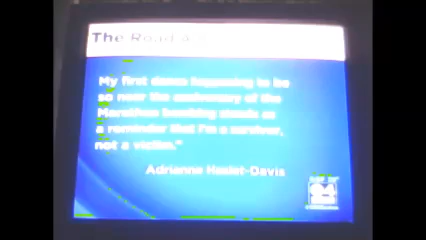 The Road
My first dance happening to be
so near the anniversary of the
Marathon bombing stands as
a reminder that I'm a survivor,
not a victim."
Adrianne Haslet-Davis